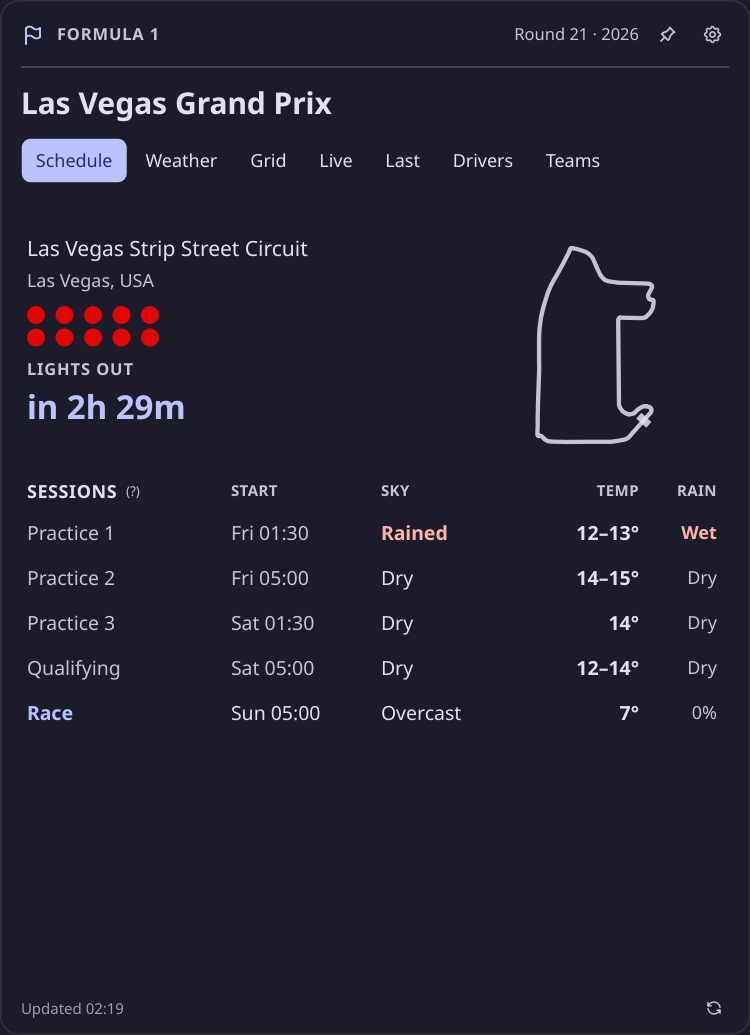 FORMULA 1 Round 21 · 2026
Las Vegas Grand Prix
Schedule Weather Grid Live Last Drivers Teams
Las Vegas Strip Street Circuit
Las Vegas, USA
LIGHTS OUT
in 2h 29m
SESSIONS (?) START SKY TEMP RAIN
Practice 1 Fri 01:30 Rained 12–13° Wet
Practice 2 Fri 05:00 Dry 14–15° Dry
Practice 3 Sat 01:30 Dry 14° Dry
Qualifying Sat 05:00 Dry 12–14° Dry
Race Sun 05:00 Overcast 7° 0%
Updated 02:19